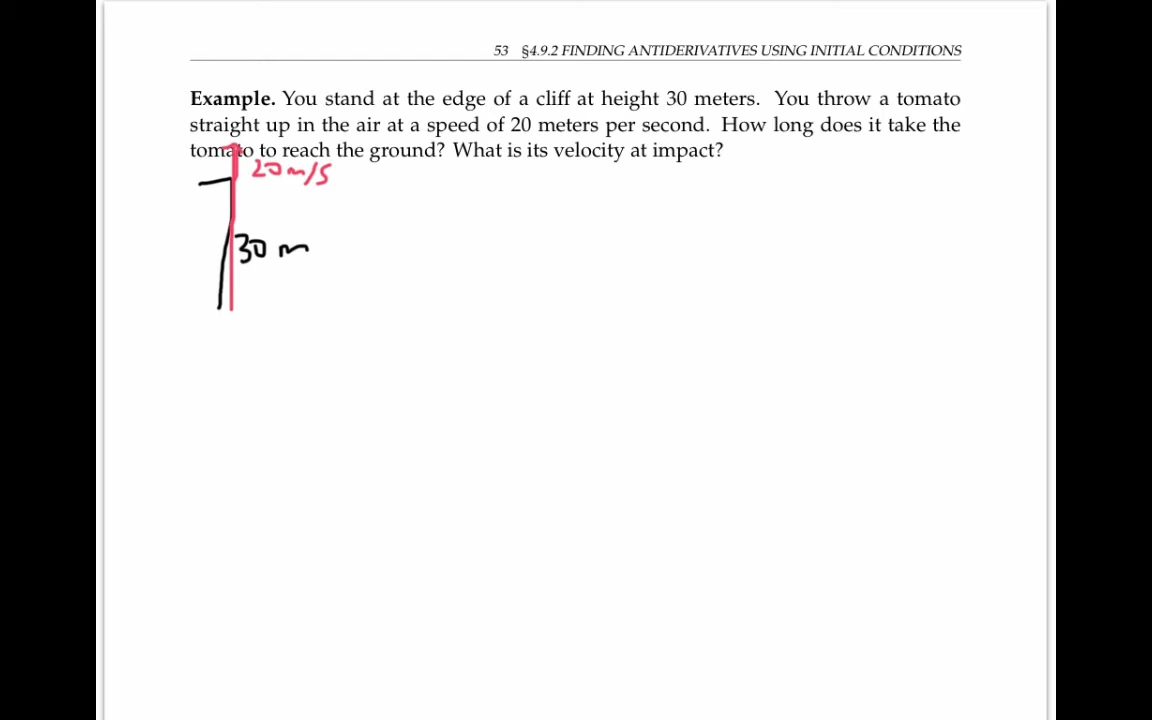 53 §4.9.2 FINDING ANTIDERIVATIVES USING INITIAL CONDITIONS
Example. You stand at the edge of a cliff at height 30 meters. You throw a tomato
straight up in the air at a speed of 20 meters per second. How long does it take the
tomato to reach the ground? What is its velocity at impact?
20 m/s
30 m